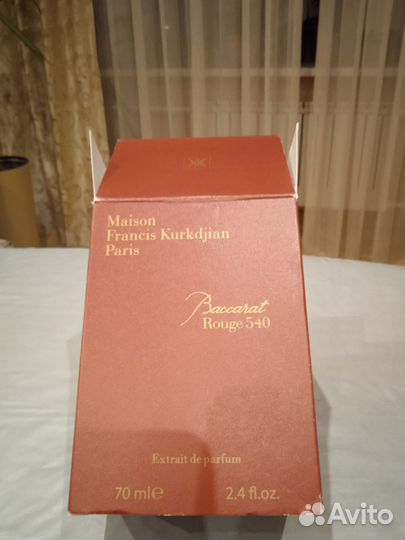 Maison
Francis Kurkdjian
Paris
Baccarat
Rouge 540
Extrait de parfum
70 ml℮ 2.4 fl.oz.
Avito